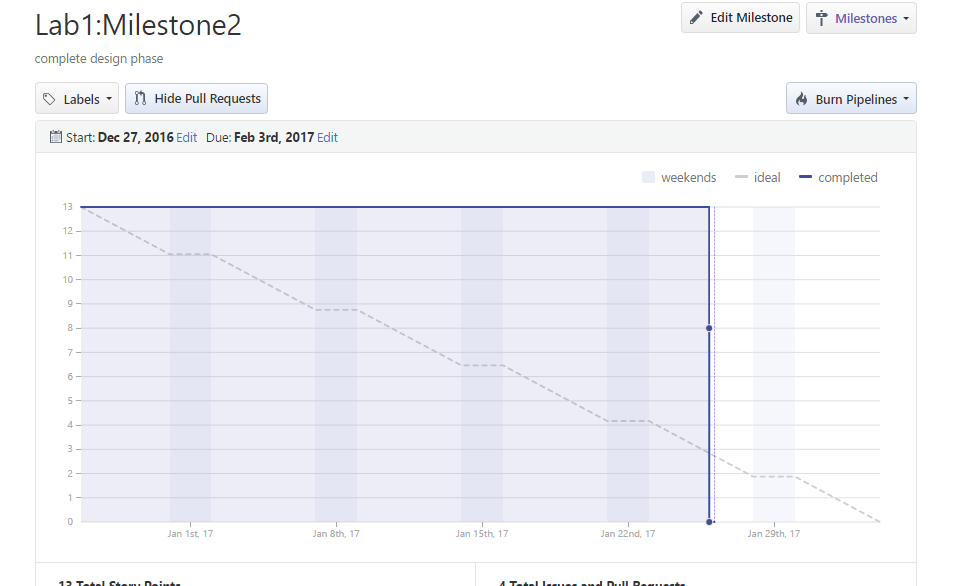 Lab1:Milestone2
Edit Milestone
Milestones
complete design phase
Labels
Hide Pull Requests
Burn Pipelines
Start: Dec 27, 2016 Edit Due: Feb 3rd, 2017 Edit
weekends
ideal
completed
13
12
11
10
9
8
7
6
5
4
3
2
1
0
Jan 1st, 17
Jan 8th, 17
Jan 15th, 17
Jan 22nd, 17
Jan 29th, 17
13 Total Story Points
4 Total Issues and Pull Requests